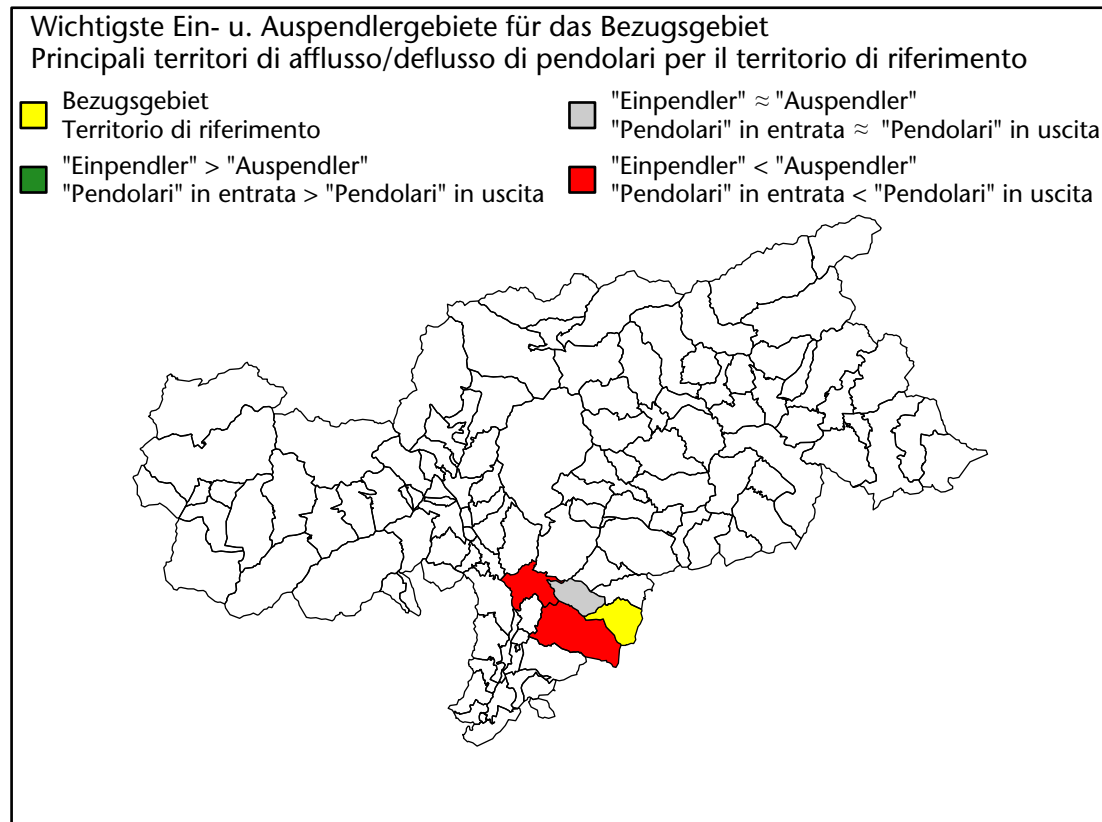 Wichtigste Ein- u. Auspendlergebiete für das Bezugsgebiet
Principali territori di afflusso/deflusso di pendolari per il territorio di riferimento
Bezugsgebiet
Territorio di riferimento
"Einpendler" > "Auspendler"
"Pendolari" in entrata > "Pendolari" in uscita
"Einpendler" ≈ "Auspendler"
"Pendolari" in entrata ≈ "Pendolari" in uscita
"Einpendler" < "Auspendler"
"Pendolari" in entrata < "Pendolari" in uscita